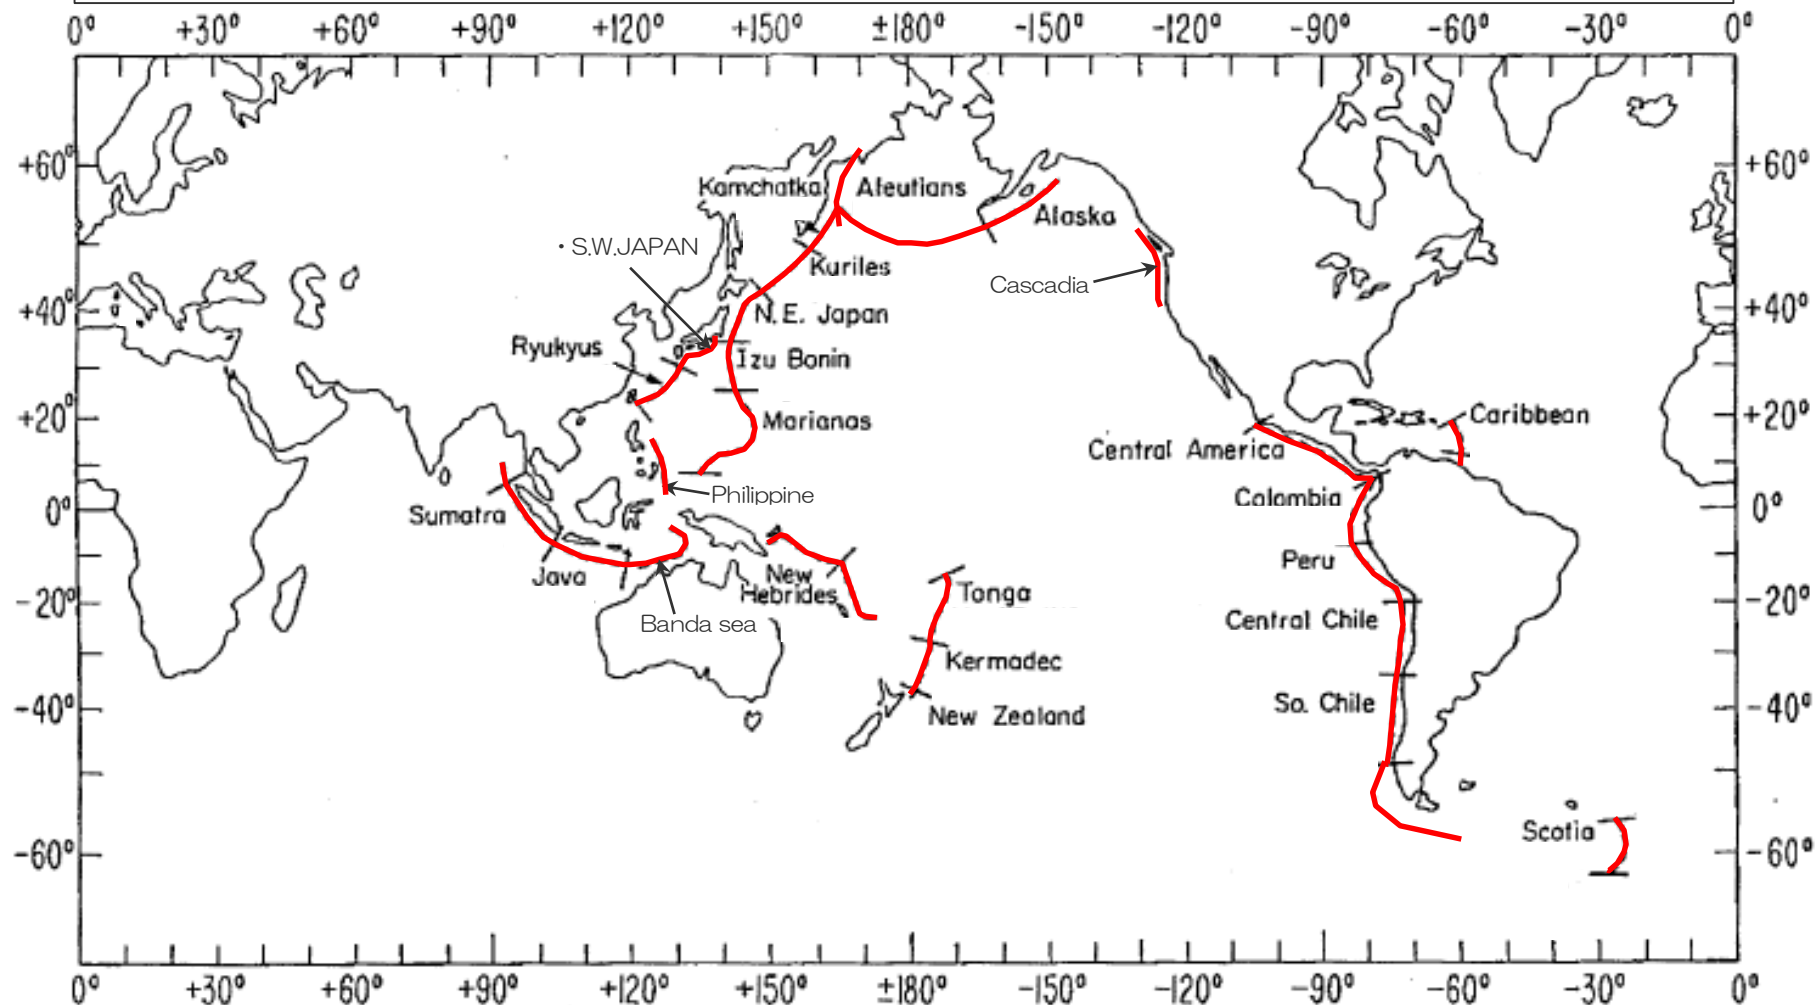 0° +30° +60° +90° +120° +150° ±180° -150° -120° -90° -60° -30° 0°
+60° Kamchatka Aleutians +60°
Alaska
• S.W.JAPAN
Kuriles
Cascadia
+40° N.E. Japan +40°
Ryukyus Izu Bonin
+20° Marianas Caribbean +20°
Central America
Philippine Colombia
0° Sumatra 0°
Java New Peru
Hebrides Tonga
-20° Banda sea Central Chile -20°
Kermadec
-40° New Zealand So. Chile -40°
-60° Scotia -60°
0° +30° +60° +90° +120° +150° ±180° -150° -120° -90° -60° -30° 0°